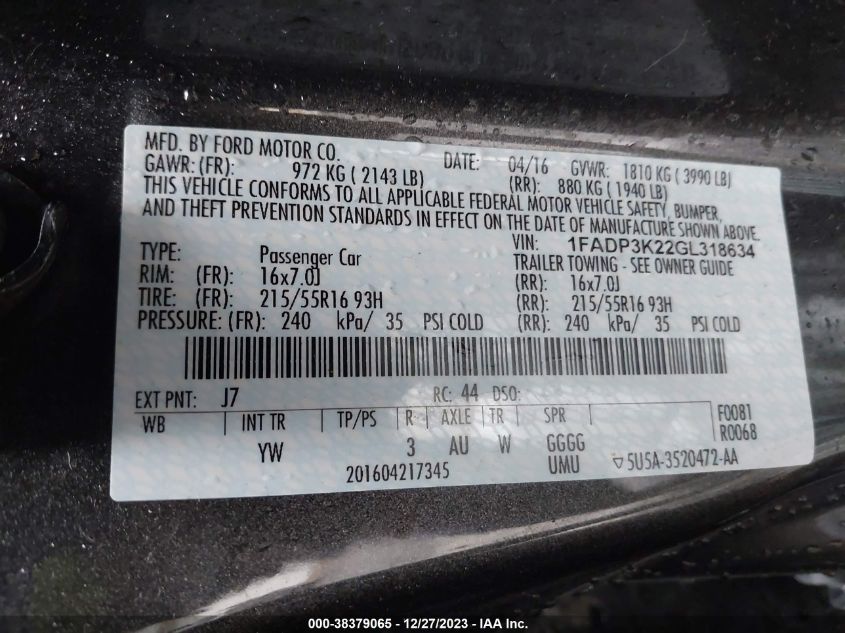 MFD. BY FORD MOTOR CO. DATE: 04/16 GVWR: 1810 KG ( 3990 LB)
GAWR: (FR): 972 KG ( 2143 LB) (RR): 880 KG ( 1940 LB)
THIS VEHICLE CONFORMS TO ALL APPLICABLE FEDERAL MOTOR VEHICLE SAFETY, BUMPER,
AND THEFT PREVENTION STANDARDS IN EFFECT ON THE DATE OF MANUFACTURE SHOWN ABOVE.
VIN: 1FADP3K22GL318634
TYPE: Passenger Car TRAILER TOWING - SEE OWNER GUIDE
RIM: (FR): 16x7.0J (RR): 16x7.0J
TIRE: (FR): 215/55R16 93H (RR): 215/55R16 93H
PRESSURE: (FR): 240 kPa/ 35 PSI COLD (RR): 240 kPa/ 35 PSI COLD
EXT PNT: J7 RC: 44 DSO:
WB INT TR TP/PS R AXLE TR SPR F0081
R0068
YW 3 AU W GGGG
UMU
201604217345
5U5A-3520472-AA
000-38379065 - 12/27/2023 - IAA Inc.